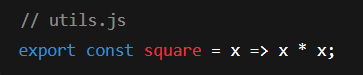 // utils.js
export const square = x => x * x;